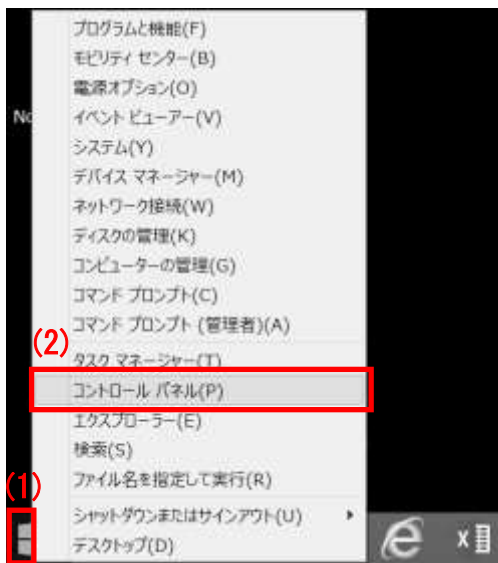 プログラムと機能(F)
モビリティ センター(B)
電源オプション(O)
No
イベント ビューアー(V)
システム(Y)
デバイス マネージャー(M)
ネットワーク接続(W)
ディスクの管理(K)
コンピューターの管理(G)
コマンド プロンプト(C)
コマンド プロンプト (管理者)(A)
(2)
タスク マネージャー(T)
コントロール パネル(P)
エクスプローラー(E)
検索(S)
ファイル名を指定して実行(R)
(1)
シャットダウンまたはサインアウト(U)
デスクトップ(D)